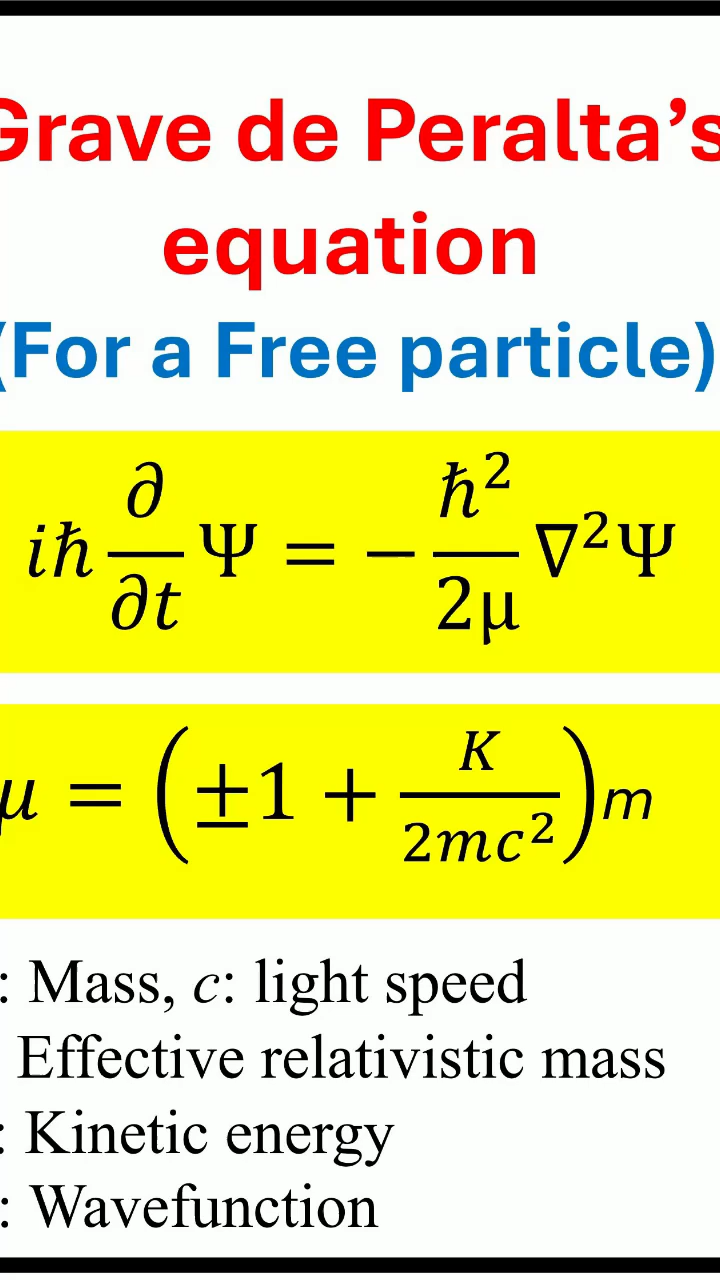 Grave de Peralta’s
equation
(For a Free particle)
iħ ∂/∂t Ψ = − ħ²/2μ ∇²Ψ
μ = (±1 + K/2mc²)m
: Mass, c: light speed
Effective relativistic mass
: Kinetic energy
: Wavefunction